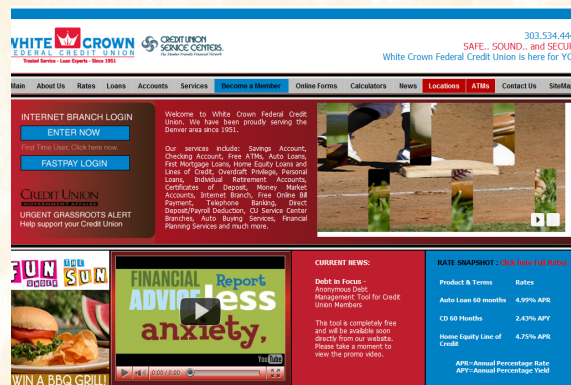 WHITE CROWN
FEDERAL CREDIT UNION
Trusted Service - Loan Experts - Since 1951
CREDIT UNION
SERVICE CENTERS.
303.534.444
SAFE.. SOUND.. and SECUR
White Crown Federal Credit Union is here for YO
Main About Us Rates Loans Accounts Services Become a Member Online Forms Calculators News Locations ATMs Contact Us SiteMa
INTERNET BRANCH LOGIN
ENTER NOW
First Time User, Click here now.
FASTPAY LOGIN
CREDIT UNION
GOVERNMENT AFFAIRS
URGENT GRASSROOTS ALERT
Help support your Credit Union
Welcome to White Crown Federal Credit
Union. We have been proudly serving the
Denver area since 1951.
Our services include: Savings Account,
Checking Account, Free ATMs, Auto Loans,
First Mortgage Loans, Home Equity Loans and
Lines of Credit, Overdraft Privilege, Personal
Loans, Individual Retirement Accounts,
Certificates of Deposit, Money Market
Accounts, Internet Branch, Free Online Bill
Payment, Telephone Banking, Direct
Deposit/Payroll Deduction, CU Service Center
Branches, Auto Buying Services, Financial
Planning Services and much more.
FUN UNDER THE SUN
WIN A BBQ GRILL!
FINANCIAL Report
ADVICE less
anxiety,
YouTube
0:00 / 0:00
CURRENT NEWS:
Debt in Focus -
Anonymous Debt
Management Tool for Credit
Union Members
This tool is completely free
and will be available soon
directly from our website.
Please take a moment to
view the promo video.
RATE SNAPSHOT : Click here Full Rates
Product & Terms Rates
Auto Loan 60 months 4.99% APR
CD 60 Months 2.43% APY
Home Equity Line of 4.75% APR
Credit
APR=Annual Percentage Rate
APY=Annual Percentage Yield